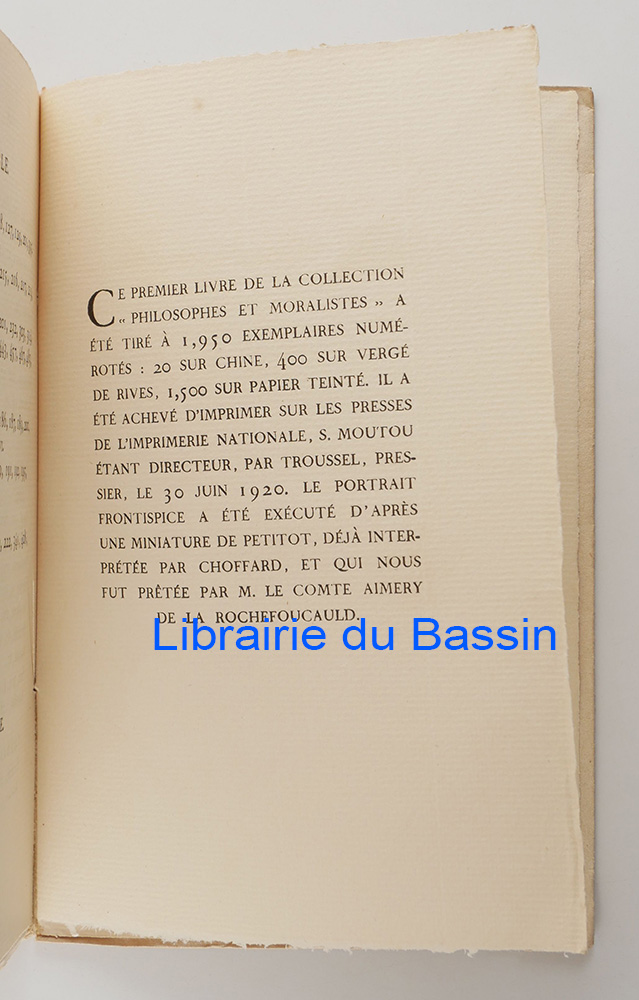 CE PREMIER LIVRE DE LA COLLECTION
« PHILOSOPHES ET MORALISTES » A
ÉTÉ TIRÉ À 1,950 EXEMPLAIRES NUMÉ-
ROTÉS : 20 SUR CHINE, 400 SUR VERGÉ
DE RIVES, 1,500 SUR PAPIER TEINTÉ. IL A
ÉTÉ ACHEVÉ D'IMPRIMER SUR LES PRESSES
DE L'IMPRIMERIE NATIONALE, S. MOUTOU
ÉTANT DIRECTEUR, PAR TROUSSEL, PRES-
SIER, LE 30 JUIN 1920. LE PORTRAIT
FRONTISPICE A ÉTÉ EXÉCUTÉ D'APRÈS
UNE MINIATURE DE PETITOT, DÉJÀ INTER-
PRÉTÉE PAR CHOFFARD, ET QUI NOUS
FUT PRÊTÉE PAR M. LE COMTE AIMERY
DE LA ROCHEFOUCAULD.
Librairie du Bassin